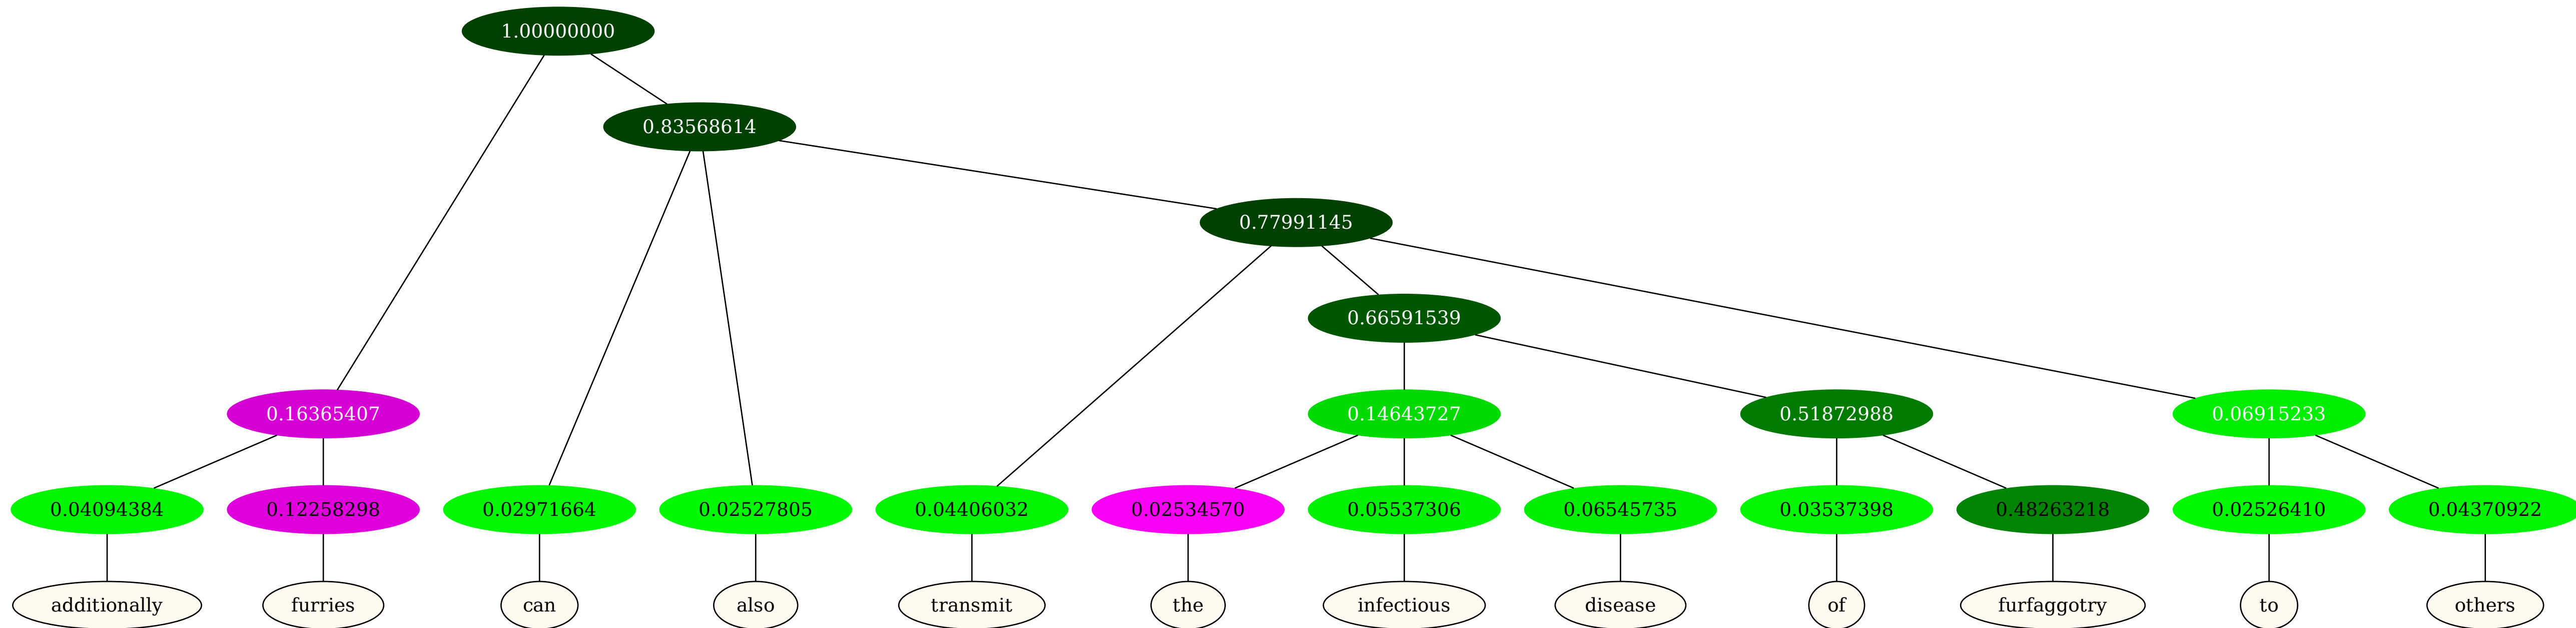 1.00000000
0.83568614
0.77991145
0.66591539
0.16365407 0.14643727 0.51872988 0.06915233
0.04094384 0.12258298 0.02971664 0.02527805 0.04406032 0.02534570 0.05537306 0.06545735 0.03537398 0.48263218 0.02526410 0.04370922
additionally furries can also transmit the infectious disease of furfaggotry to others